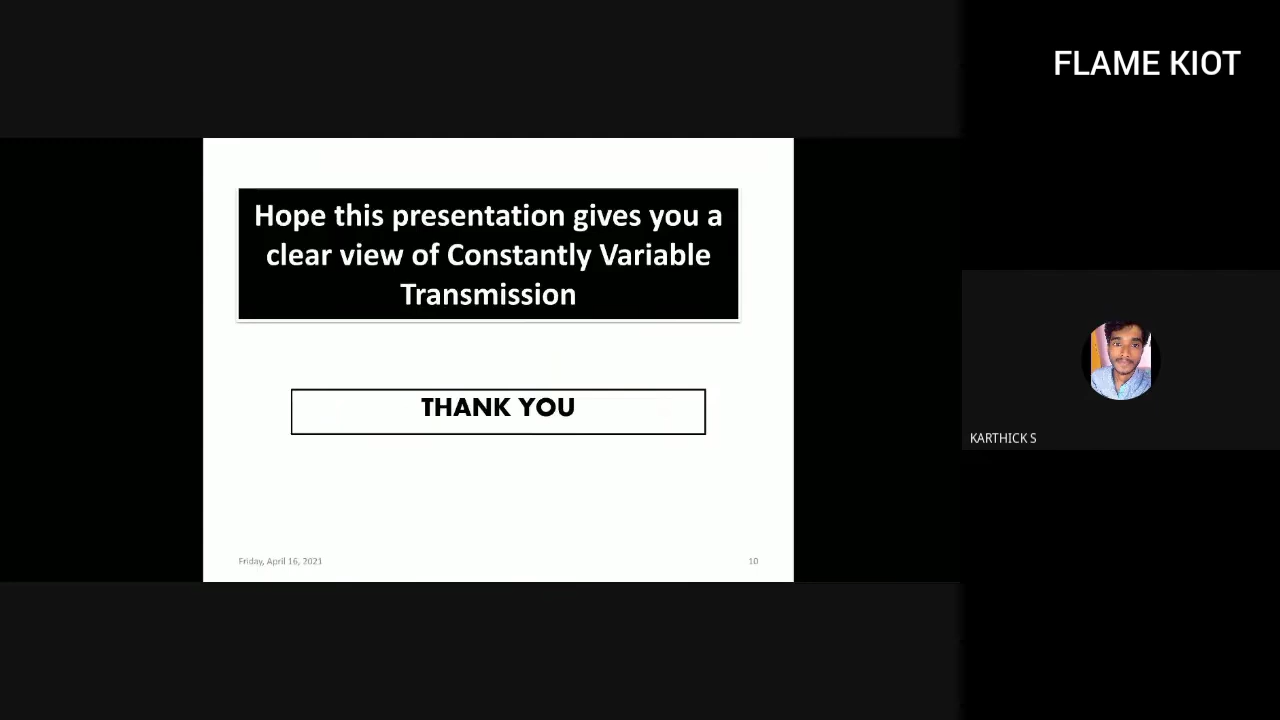 FLAME KIOT
Hope this presentation gives you a
clear view of Constantly Variable
Transmission
THANK YOU
KARTHICK S
Friday, April 16, 2021
10